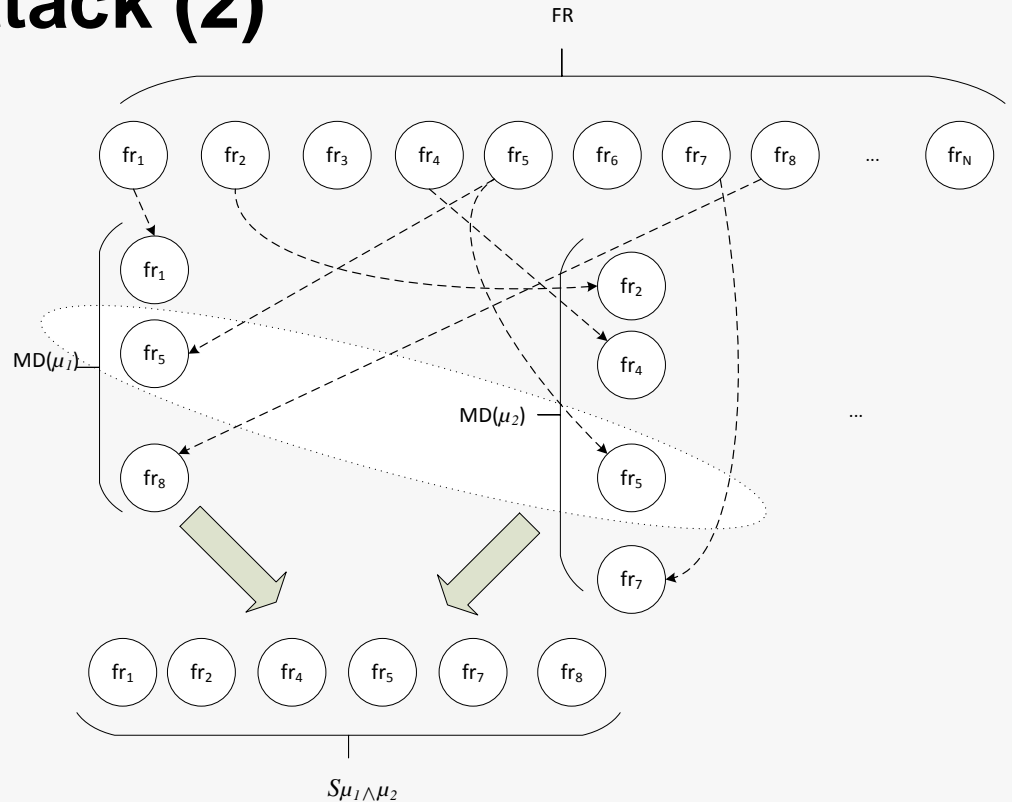 tack (2)
FR
fr₁ fr₂ fr₃ fr₄ fr₅ fr₆ fr₇ fr₈ ... fr_N
fr₁
fr₂
fr₅
MD(μ₁)
fr₄
MD(μ₂)
...
fr₈
fr₅
fr₇
fr₁ fr₂ fr₄ fr₅ fr₇ fr₈
Sμ₁∧μ₂